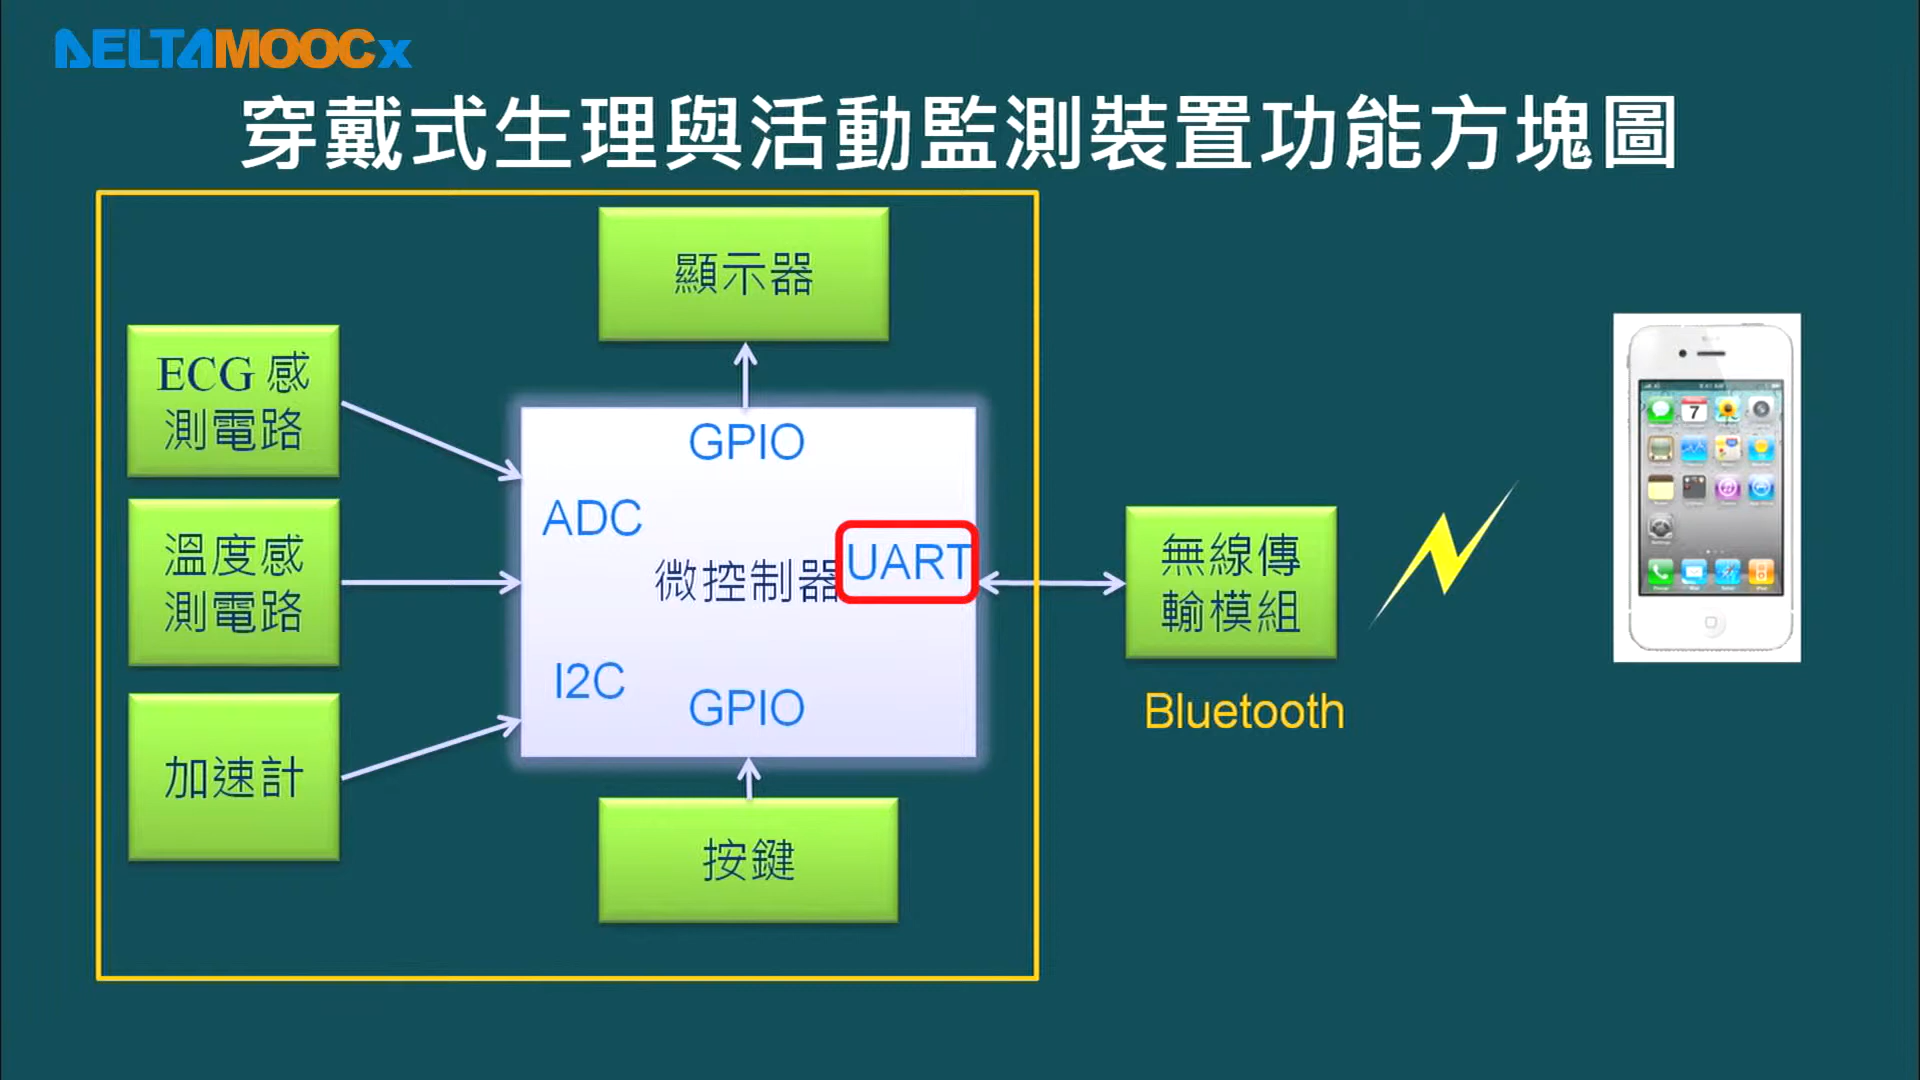 DELTAMOOCx
穿戴式生理與活動監測裝置功能方塊圖
顯示器
ECG 感
測電路
溫度感
測電路
加速計
GPIO
ADC
UART
微控制器
I2C
GPIO
按鍵
無線傳
輸模組
Bluetooth
7